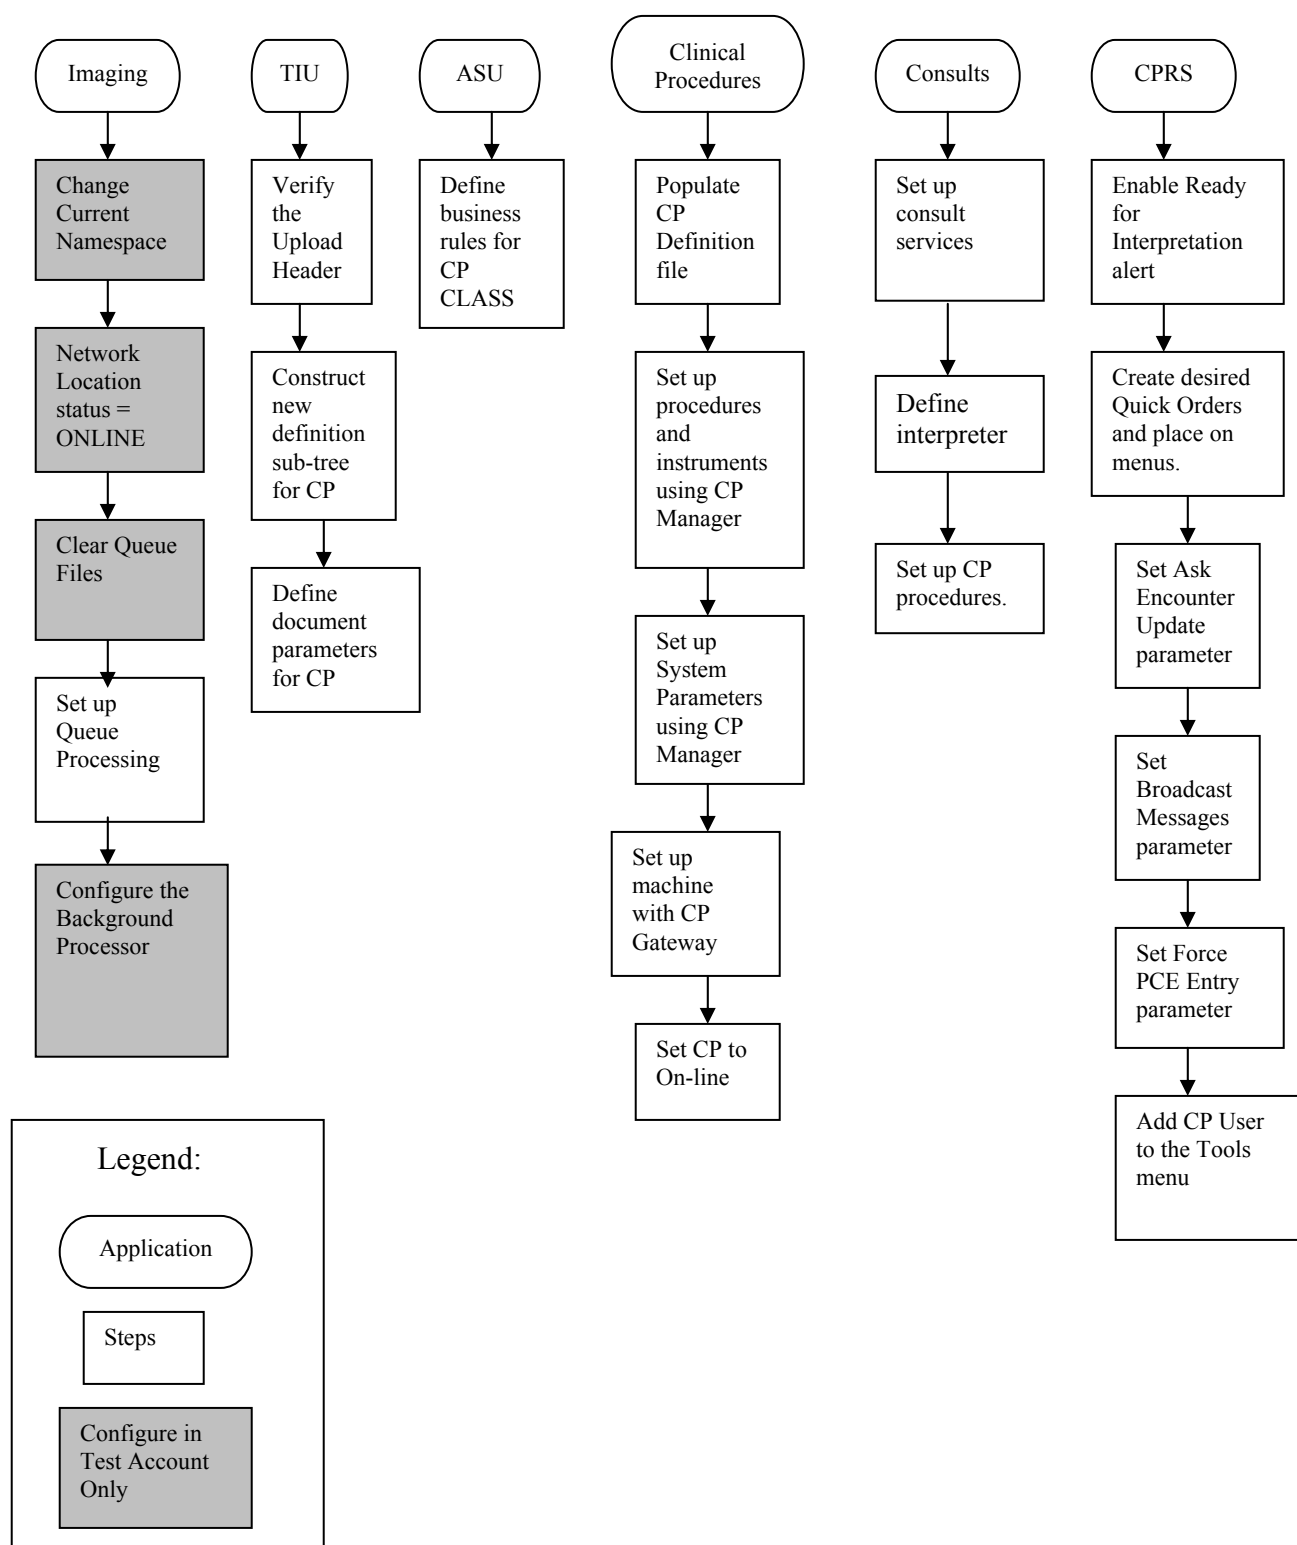 Imaging
Change
Current
Namespace
Network
Location
status =
ONLINE
Clear Queue
Files
Set up
Queue
Processing
Configure the
Background
Processor
TIU
Verify
the
Upload
Header
Construct
new
definition
sub-tree
for CP
Define
document
parameters
for CP
ASU
Define
business
rules for
CP
CLASS
Clinical
Procedures
Populate
CP
Definition
file
Set up
procedures
and
instruments
using CP
Manager
Set up
System
Parameters
using CP
Manager
Set up
machine
with CP
Gateway
Set CP to
On-line
Consults
Set up
consult
services
Define
interpreter
Set up CP
procedures.
CPRS
Enable Ready
for
Interpretation
alert
Create desired
Quick Orders
and place on
menus.
Set Ask
Encounter
Update
parameter
Set
Broadcast
Messages
parameter
Set Force
PCE Entry
parameter
Add CP User
to the Tools
menu
Legend:
Application
Steps
Configure in
Test Account
Only